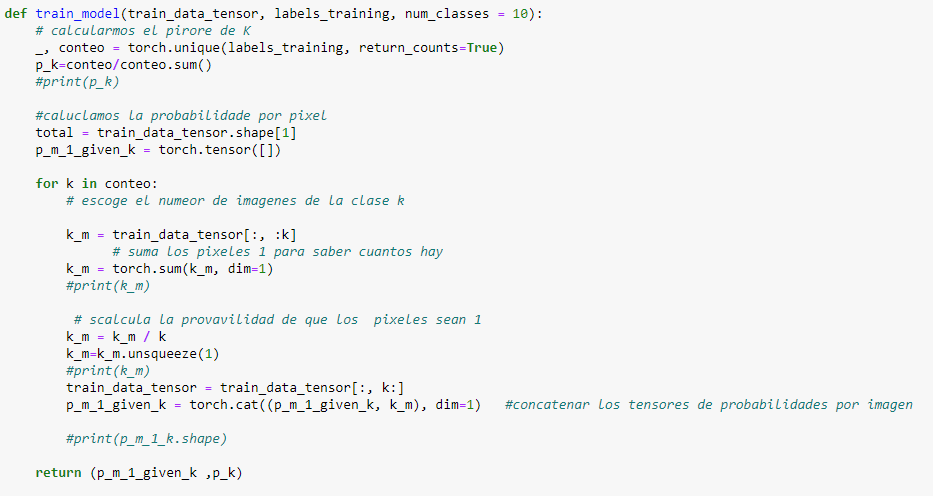 def train_model(train_data_tensor, labels_training, num_classes = 10):
    # calcularmos el pirore de K
    _, conteo = torch.unique(labels_training, return_counts=True)
    p_k=conteo/conteo.sum()
    #print(p_k)

    #caluclamos la probabilidade por pixel
    total = train_data_tensor.shape[1]
    p_m_1_given_k = torch.tensor([])

    for k in conteo:
        # escoge el numeor de imagenes de la clase k

        k_m = train_data_tensor[:, :k]
              # suma los pixeles 1 para saber cuantos hay
        k_m = torch.sum(k_m, dim=1)
        #print(k_m)

         # scalcula la provavilidad de que los  pixeles sean 1
        k_m = k_m / k
        k_m=k_m.unsqueeze(1)
        #print(k_m)
        train_data_tensor = train_data_tensor[:, k:]
        p_m_1_given_k = torch.cat((p_m_1_given_k, k_m), dim=1)   #concatenar los tensores de probabilidades por imagen

        #print(p_m_1_k.shape)

    return (p_m_1_given_k ,p_k)